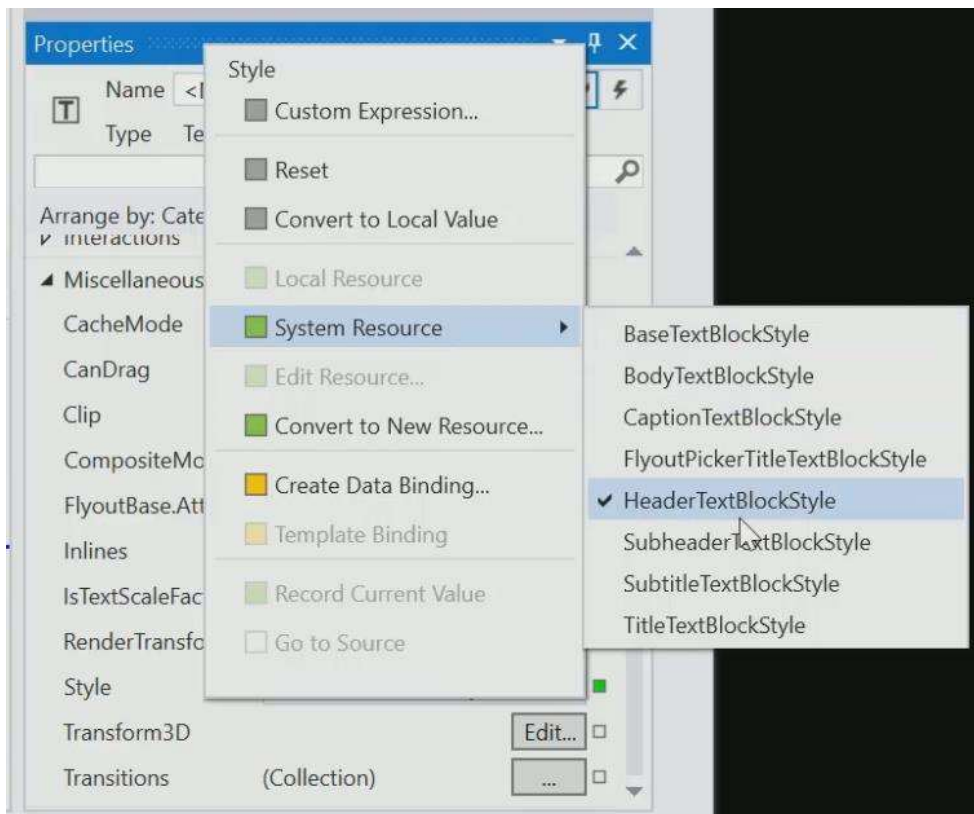 Properties
Name <
Type Te
Arrange by: Cate
Interactions
Miscellaneous
CacheMode
CanDrag
Clip
CompositeMo
FlyoutBase.Att
Inlines
IsTextScaleFac
RenderTransfo
Style
Transform3D Edit...
Transitions (Collection) ...
Style
Custom Expression...
Reset
Convert to Local Value
Local Resource
System Resource
Edit Resource...
Convert to New Resource...
Create Data Binding...
Template Binding
Record Current Value
Go to Source
BaseTextBlockStyle
BodyTextBlockStyle
CaptionTextBlockStyle
FlyoutPickerTitleTextBlockStyle
HeaderTextBlockStyle
SubheaderTextBlockStyle
SubtitleTextBlockStyle
TitleTextBlockStyle